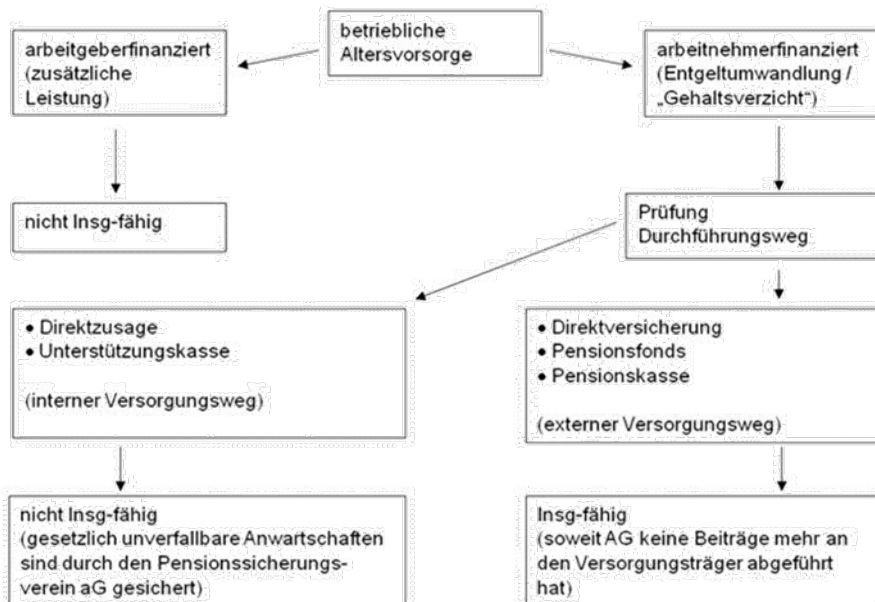 betriebliche
Altersvorsorge
arbeitgeberfinanziert
(zusätzliche
Leistung)
arbeitnehmerfinanziert
(Entgeltumwandlung /
„Gehaltsverzicht“)
nicht Insg-fähig
Prüfung
Durchführungsweg
• Direktzusage
• Unterstützungskasse
(interner Versorgungsweg)
• Direktversicherung
• Pensionsfonds
• Pensionskasse
(externer Versorgungsweg)
nicht Insg-fähig
(gesetzlich unverfallbare Anwartschaften
sind durch den Pensionssicherungs-
verein aG gesichert)
Insg-fähig
(soweit AG keine Beiträge mehr an
den Versorgungsträger abgeführt
hat)